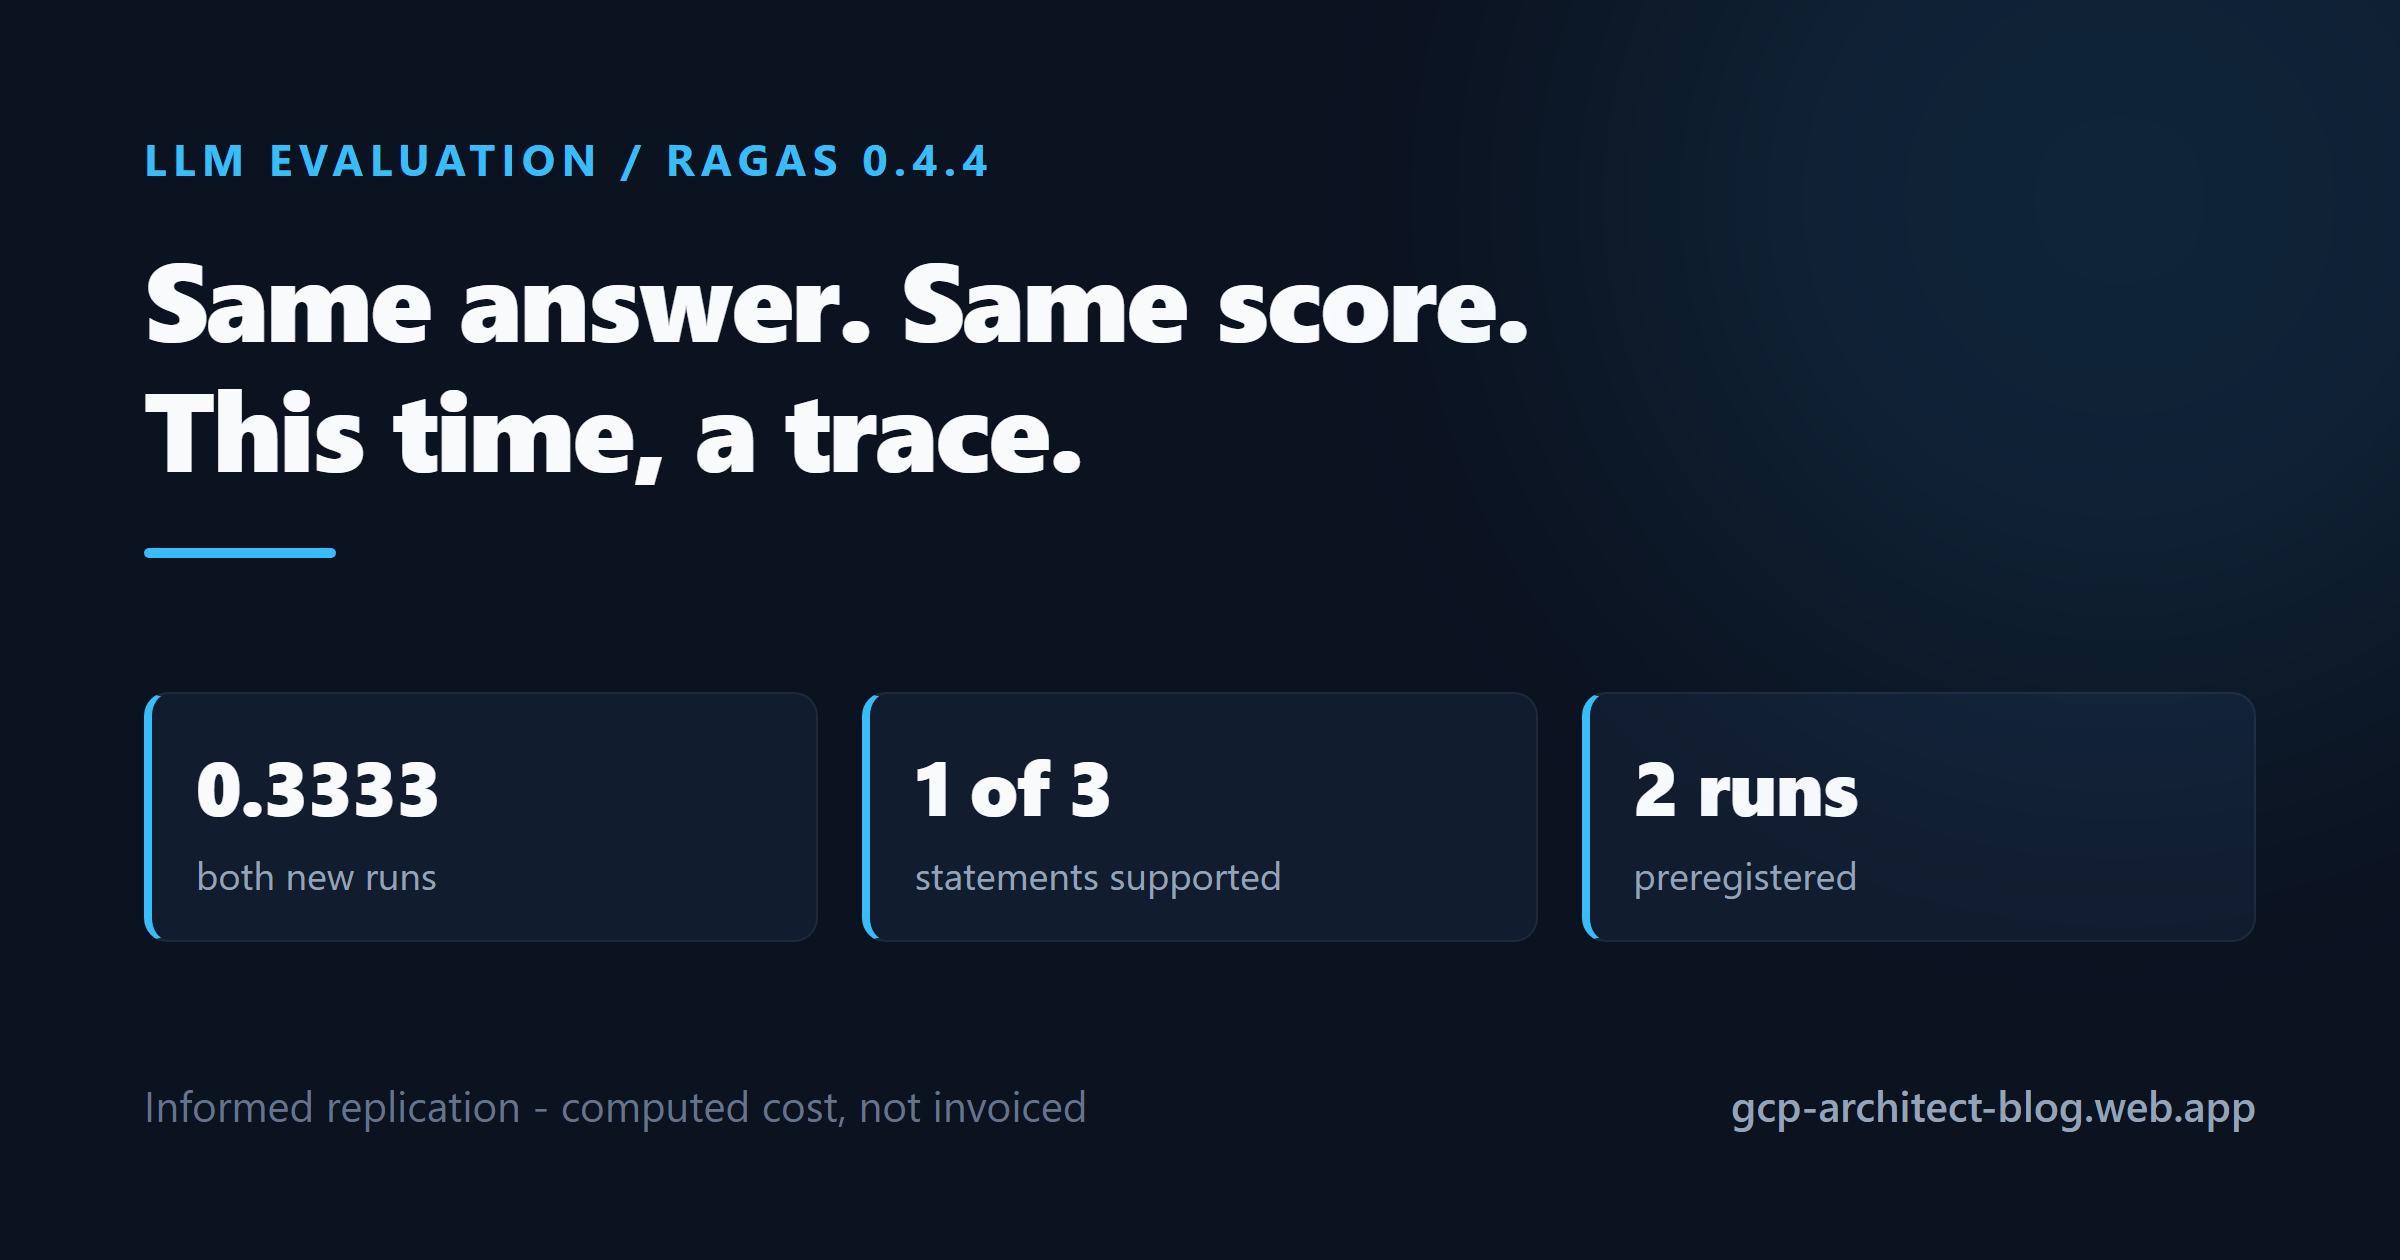 LLM EVALUATION / RAGAS 0.4.4
Same answer. Same score.
This time, a trace.
0.3333
both new runs
1 of 3
statements supported
2 runs
preregistered
Informed replication - computed cost, not invoiced
gcp-architect-blog.web.app